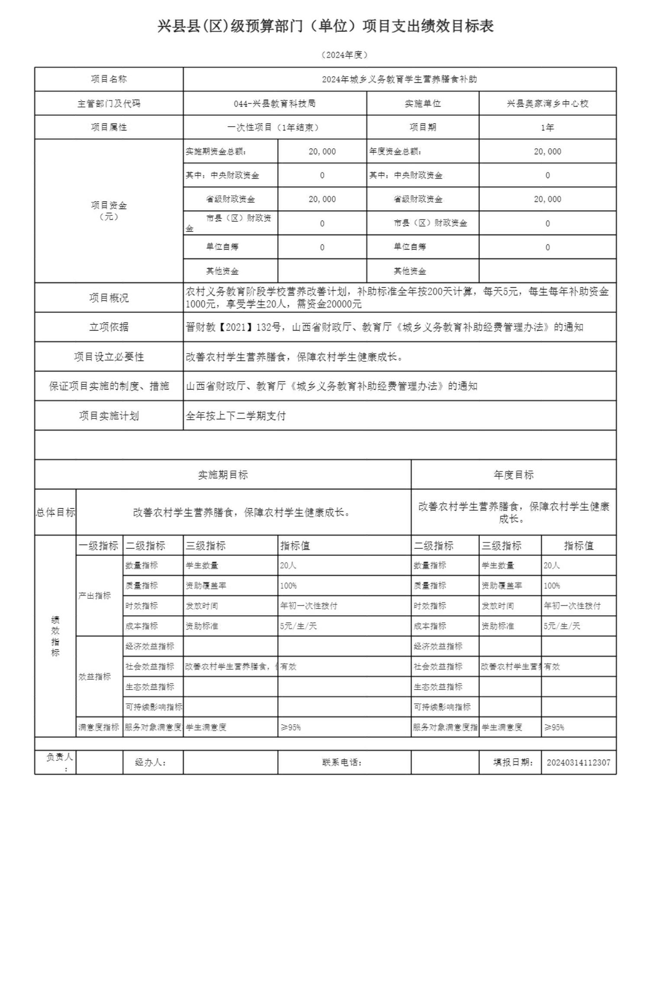 兴县县(区)级预算部门（单位）项目支出绩效目标表
（2024年度）
项目名称 2024年城乡义务教育学生营养膳食补助
主管部门及代码 044-兴县教育科技局 实施单位 兴县奥家湾乡中心校
项目属性 一次性项目（1年结束） 项目期 1年
项目资金
（元）
实施期资金总额： 20,000 年度资金总额： 20,000
其中：中央财政资金 0 其中：中央财政资金 0
省级财政资金 20,000 省级财政资金 20,000
市县（区）财政资
金 0 市县（区）财政资金 0
单位自筹 0 单位自筹 0
其他资金 其他资金
项目概况 农村义务教育阶段学校营养改善计划，补助标准全年按200天计算，每天5元，每生每年补助资金
1000元，享受学生20人，需资金20000元
立项依据 晋财教【2021】132号，山西省财政厅、教育厅《城乡义务教育补助经费管理办法》的通知
项目设立必要性 改善农村学生营养膳食，保障农村学生健康成长。
保证项目实施的制度、措施 山西省财政厅、教育厅《城乡义务教育补助经费管理办法》的通知
项目实施计划 全年按上下二学期支付
实施期目标 年度目标
总体目标 改善农村学生营养膳食，保障农村学生健康成长。 改善农村学生营养膳食，保障农村学生健康
成长。
绩
效
指
标
一级指标 二级指标 三级指标 指标值 二级指标 三级指标 指标值
产出指标
数量指标 学生数量 20人 数量指标 学生数量 20人
质量指标 资助覆盖率 100% 质量指标 资助覆盖率 100%
时效指标 发放时间 年初一次性拨付 时效指标 发放时间 年初一次性拨付
成本指标 资助标准 5元/生/天 成本指标 资助标准 5元/生/天
效益指标
经济效益指标 经济效益指标
社会效益指标 改善农村学生营养膳食， 有效 社会效益指标 改善农村学生营 有效
生态效益指标 生态效益指标
可持续影响指标 可持续影响指标
满意度指标 服务对象满意度 学生满意度 ≥95% 服务对象满意度指 学生满意度 ≥95%
负责人
： 经办人： 联系电话： 填报日期： 20240314112307